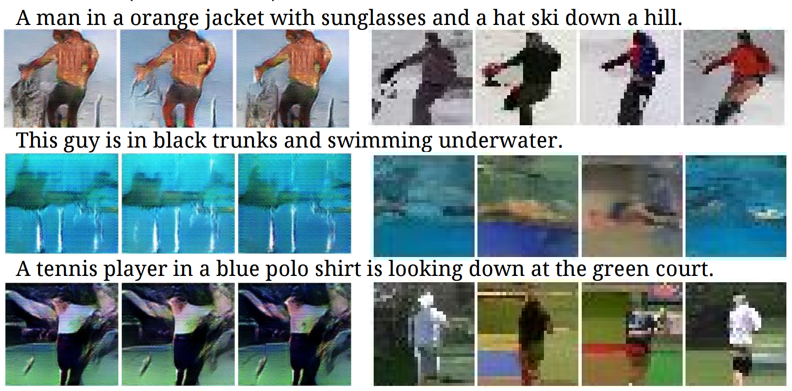 A man in a orange jacket with sunglasses and a hat ski down a hill.
This guy is in black trunks and swimming underwater.
A tennis player in a blue polo shirt is looking down at the green court.